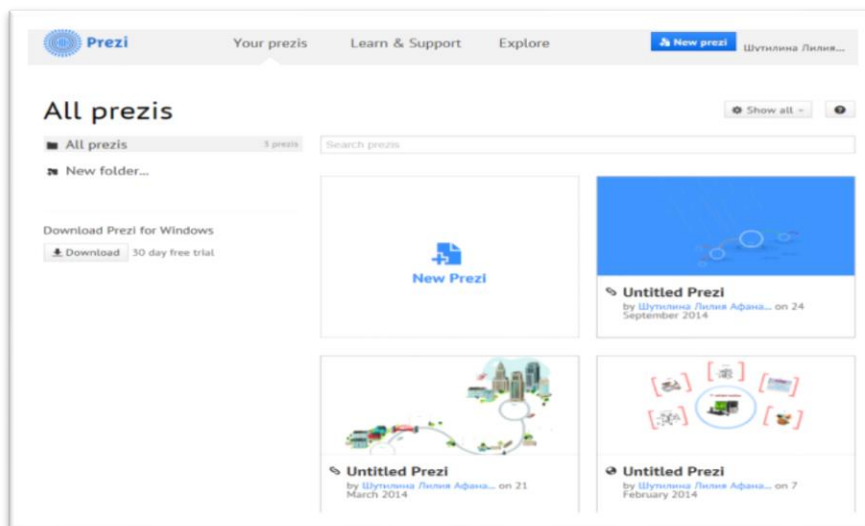 Prezi
Your prezis
Learn & Support
Explore
New prezi
Шутилина Лилия...
All prezis
Show all
All prezis
3 prezis
Search prezis
New folder...
Download Prezi for Windows
Download
30 day free trial
New Prezi
Untitled Prezi
by Шутилина Лилия Афана... on 24
September 2014
Untitled Prezi
by Шутилина Лилия Афана... on 21
March 2014
Untitled Prezi
by Шутилина Лилия Афана... on 7
February 2014